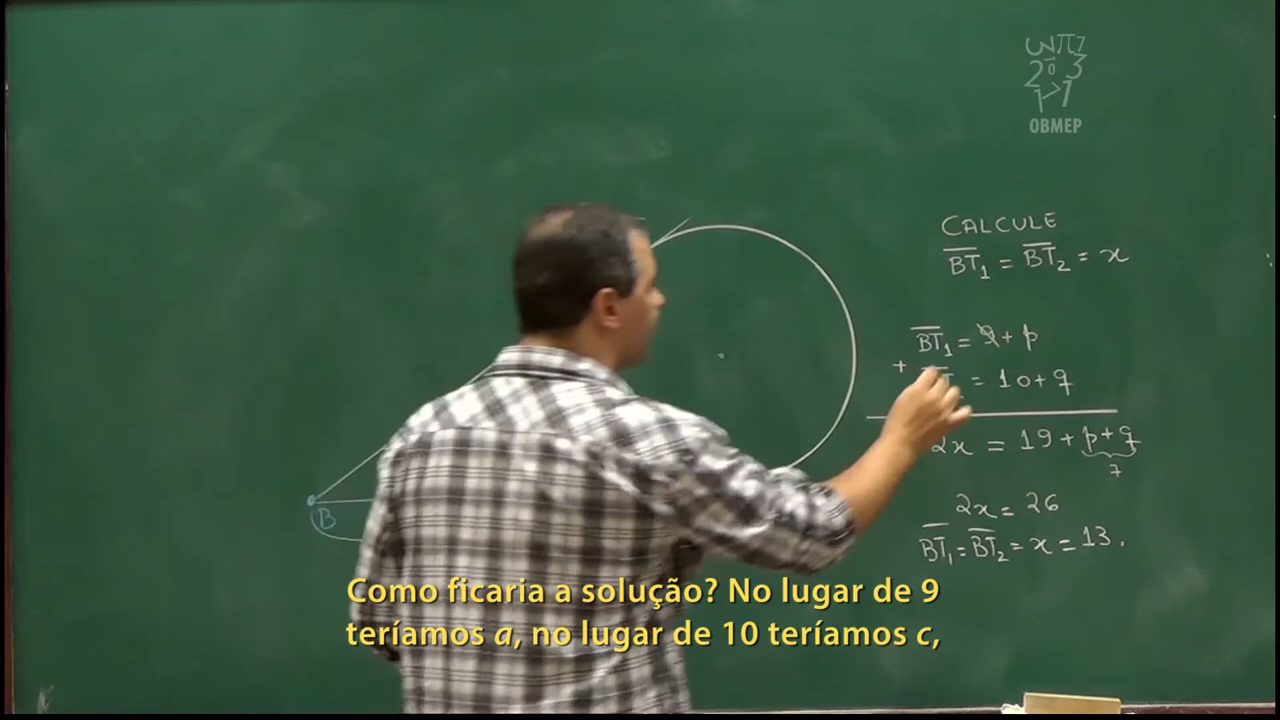 OBMEP
CALCULE
BT₁ = BT₂ = x
BT₁ = 9 + p
+ = 10 + q
2x = 19 + p + q
7
2x = 26
BT₁ = BT₂ = x = 13.
B
Como ficaria a solução? No lugar de 9
teríamos a, no lugar de 10 teríamos c,